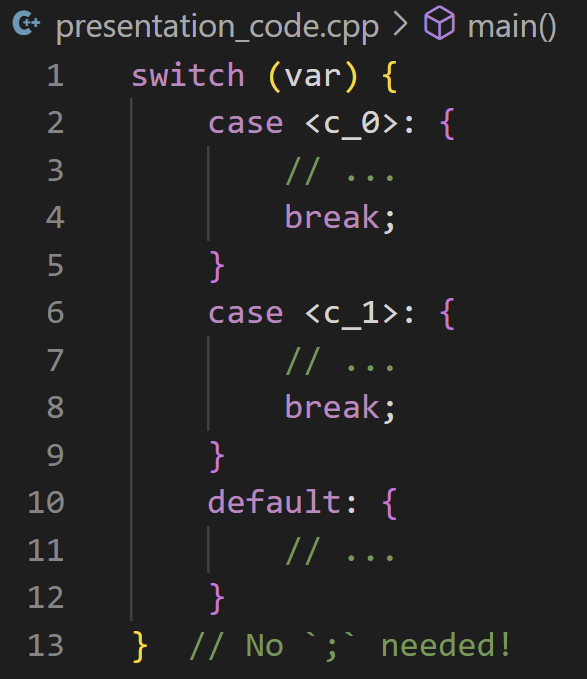 presentation_code.cpp > main()
1 switch (var) {
2     case <c_0>: {
3         // ...
4         break;
5     }
6     case <c_1>: {
7         // ...
8         break;
9     }
10     default: {
11         // ...
12     }
13 }  // No `;` needed!